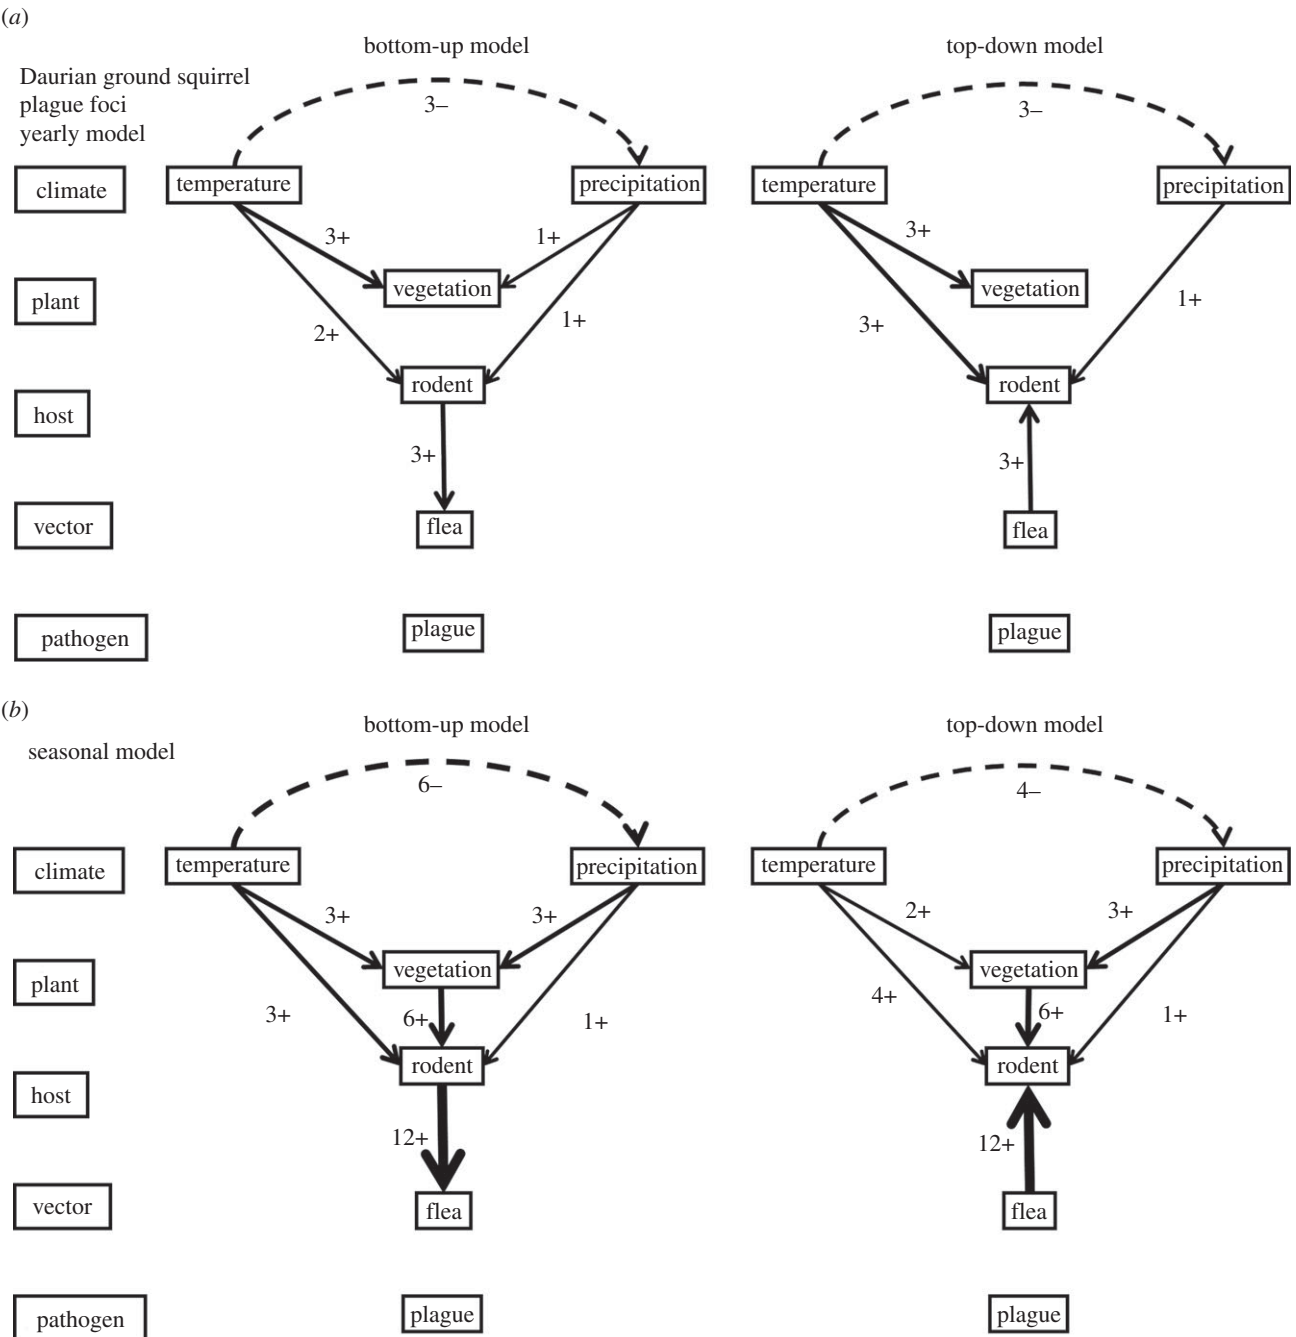 (a)
bottom-up model
top-down model
Daurian ground squirrel
plague foci
yearly model
3–
3–
climate
temperature
precipitation
temperature
precipitation
3+
1+
3+
plant
vegetation
vegetation
2+
1+
3+
1+
host
rodent
rodent
3+
3+
vector
flea
flea
pathogen
plague
plague
(b)
bottom-up model
top-down model
seasonal model
6–
4–
climate
temperature
precipitation
temperature
precipitation
3+
3+
2+
3+
plant
vegetation
vegetation
3+
6+
1+
4+
6+
1+
host
rodent
rodent
12+
12+
vector
flea
flea
pathogen
plague
plague